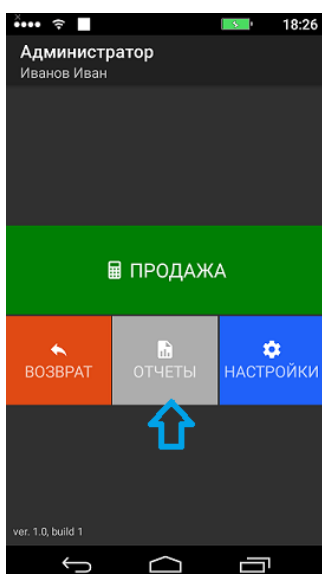 18:26
Администратор
Иванов Иван
ПРОДАЖА
ВОЗВРАТ
ОТЧЕТЫ
НАСТРОЙКИ
ver. 1.0, build 1